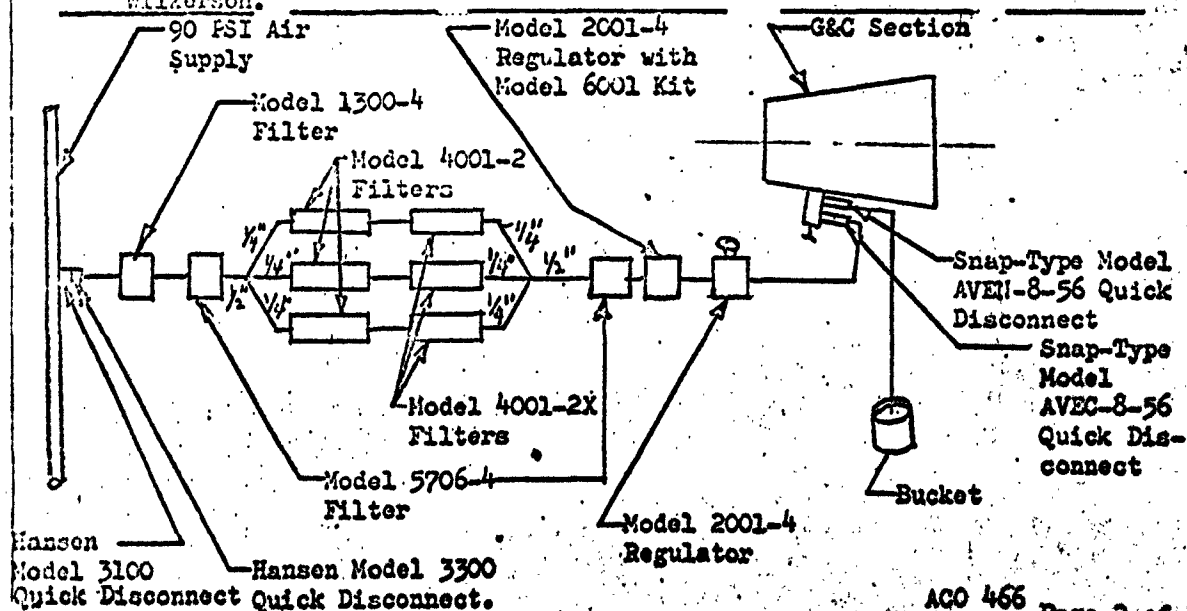 Wilkerson.
90 PSI Air
Supply
Model 2001-4
Regulator with
Model 6001 Kit
G&C Section
Model 1300-4
Filter
Model 4001-2
Filters
1/4"
1/4"
1/4"
1/2"
1/4"
1/4"
1/4"
1/2"
Snap-Type Model
AVEN-8-56 Quick
Disconnect
Snap-Type
Model
AVEC-8-56
Quick Dis-
connect
Model 4001-2X
Filters
Model 5706-4
Filter
Bucket
Model 2001-4
Regulator
Hansen
Model 3100
Quick Disconnect
Hansen Model 3300
Quick Disconnect.
ACO 466